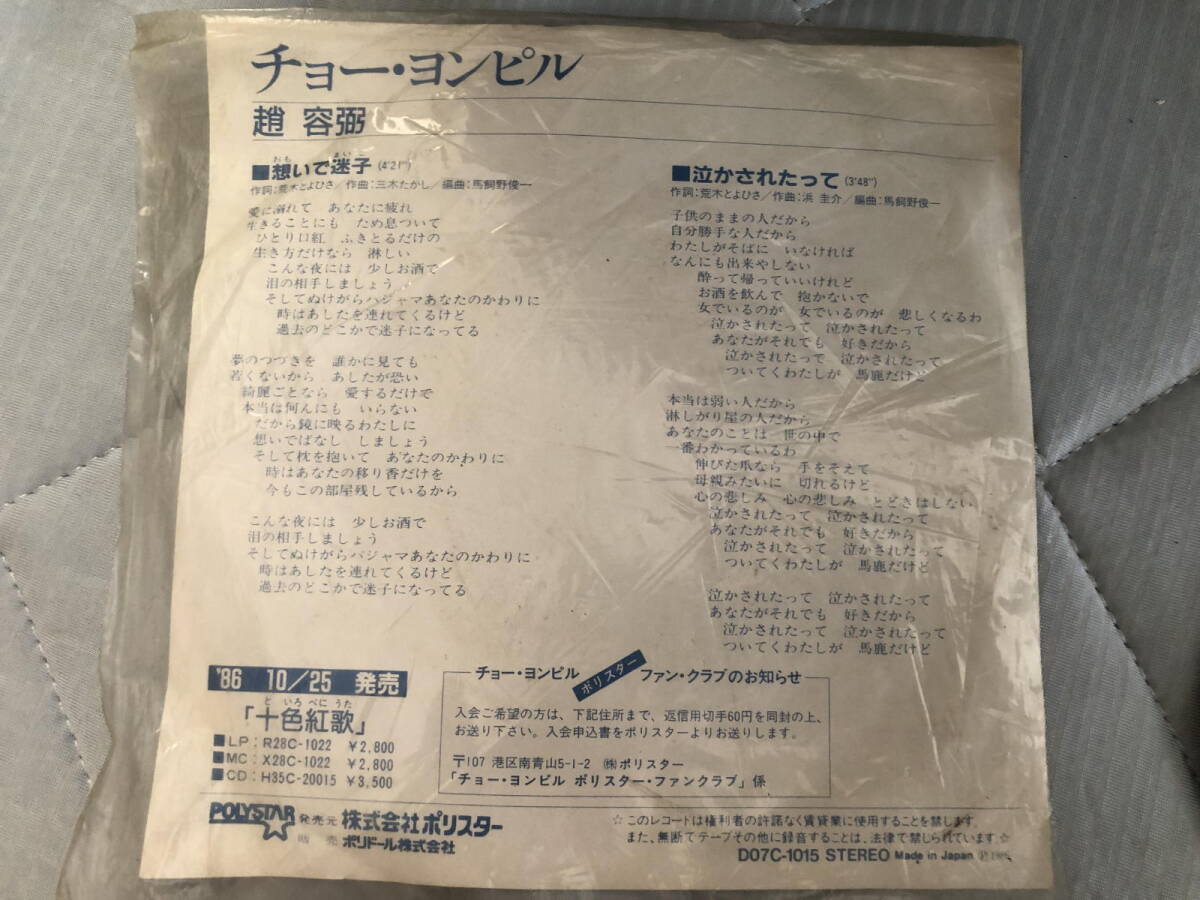 チョー・ヨンピル
趙 容弼
■想いで迷子(4'21")
おも まいご
作詞:荒木とよひさ/作曲:三木たかし/編曲:馬飼野俊一
愛に溺れて あなたに疲れ
生きることにも ため息ついて
ひとり口紅 ふきとるだけの
生き方だけなら 淋しい
こんな夜には 少しお酒で
泪の相手しましょう
そしてぬけがらパジャマあなたのかわりに
時はあしたを連れてくるけど
過去のどこかで迷子になってる
夢のつづきを 誰かに見ても
若くないから あしたが恐い
綺麗ごとなら 愛するだけで
本当は何んにも いらない
だから鏡に映るわたしに
想いでばなし しましょう
そして枕を抱いて あなたのかわりに
時はあなたの移り香だけを
今もこの部屋残しているから
こんな夜には 少しお酒で
泪の相手しましょう
そしてぬけがらパジャマあなたのかわりに
時はあしたを連れてくるけど
過去のどこかで迷子になってる
■泣かされたって(3'48")
作詞:荒木とよひさ/作曲:浜 圭介/編曲:馬飼野俊一
子供のままの人だから
自分勝手な人だから
わたしがそばに いなければ
なんにも出来やしない
酔って帰っていいけれど
お酒を飲んで 抱かないで
女でいるのが 女でいるのが 悲しくなるわ
泣かされたって 泣かされたって
あなたがそれでも 好きだから
泣かされたって 泣かされたって
ついてくわたしが 馬鹿だけど
本当は弱い人だから
淋しがり屋の人だから
あなたのことは 世の中で
一番わかっているわ
伸びた爪なら 手をそえて
母親みたいに 切れるけど
心の悲しみ 心の悲しみ とどきはしない
泣かされたって 泣かされたって
あなたがそれでも 好きだから
泣かされたって 泣かされたって
ついてくわたしが 馬鹿だけど
泣かされたって 泣かされたって
あなたがそれでも 好きだから
泣かされたって 泣かされたって
ついてくわたしが 馬鹿だけど
'86 10/25 発売
といろべにうた
「十色紅歌」
■LP:R28C-1022 ￥2,800
■MC:X28C-1022 ￥2,800
■CD:H35C-20015 ￥3,500
チョー・ヨンピル ポリスター ファン・クラブのお知らせ
入会ご希望の方は、下記住所まで、返信用切手60円を同封の上、
お送り下さい。入会申込書をポリスターよりお送りします。
〒107 港区南青山5-1-2 ㈱ポリスター
「チョー・ヨンピル ポリスター・ファンクラブ」係
POLYSTAR 発売元 株式会社ポリスター
販売 ポリドール株式会社
☆このレコードは権利者の許諾なく賃貸業に使用することを禁じます。
また、無断でテープその他に録音することは、法律で禁じられています☆
D07C-1015 STEREO Made in Japan